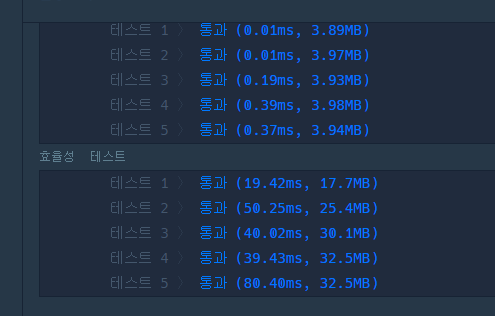 테스트 1 〉 통과 (0.01ms, 3.89MB)
테스트 2 〉 통과 (0.01ms, 3.97MB)
테스트 3 〉 통과 (0.19ms, 3.93MB)
테스트 4 〉 통과 (0.39ms, 3.98MB)
테스트 5 〉 통과 (0.37ms, 3.94MB)
효율성 테스트
테스트 1 〉 통과 (19.42ms, 17.7MB)
테스트 2 〉 통과 (50.25ms, 25.4MB)
테스트 3 〉 통과 (40.02ms, 30.1MB)
테스트 4 〉 통과 (39.43ms, 32.5MB)
테스트 5 〉 통과 (80.40ms, 32.5MB)